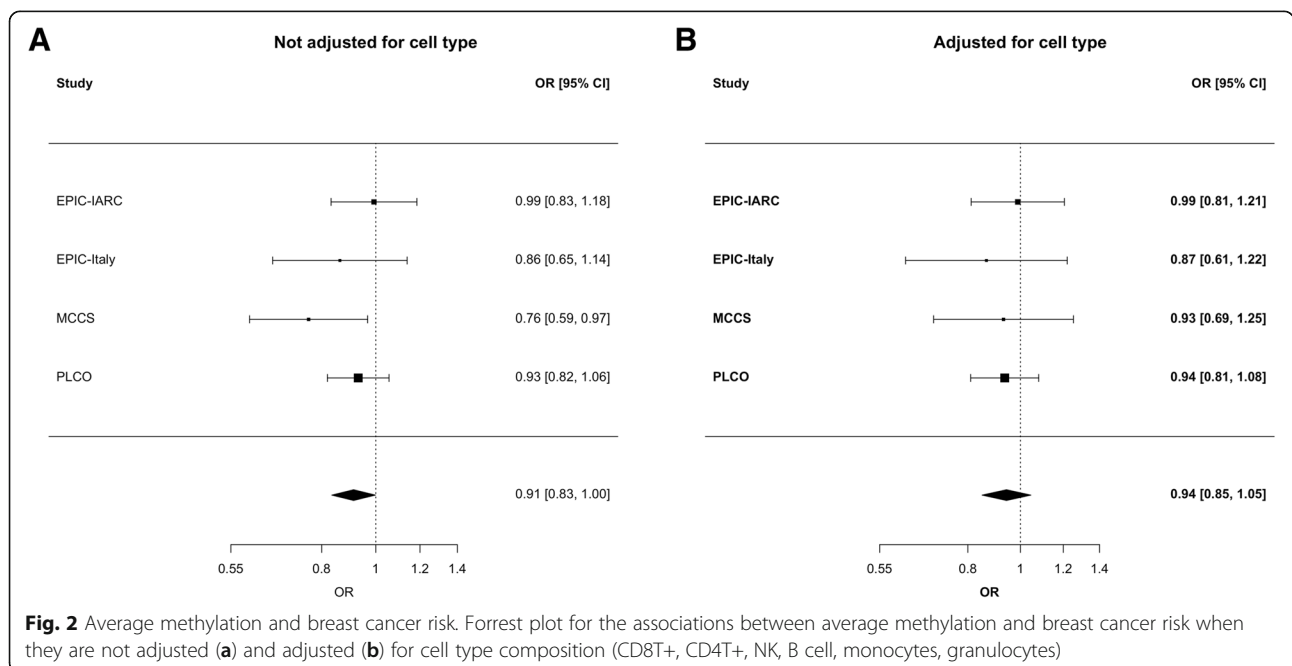 A
Not adjusted for cell type
Study OR [95% CI]
EPIC-IARC 0.99 [0.83, 1.18]
EPIC-Italy 0.86 [0.65, 1.14]
MCCS 0.76 [0.59, 0.97]
PLCO 0.93 [0.82, 1.06]
0.91 [0.83, 1.00]
0.55 0.8 1 1.2 1.4
OR
B
Adjusted for cell type
Study OR [95% CI]
EPIC-IARC 0.99 [0.81, 1.21]
EPIC-Italy 0.87 [0.61, 1.22]
MCCS 0.93 [0.69, 1.25]
PLCO 0.94 [0.81, 1.08]
0.94 [0.85, 1.05]
0.55 0.8 1 1.2 1.4
OR
Fig. 2 Average methylation and breast cancer risk. Forrest plot for the associations between average methylation and breast cancer risk when
they are not adjusted (a) and adjusted (b) for cell type composition (CD8T+, CD4T+, NK, B cell, monocytes, granulocytes)